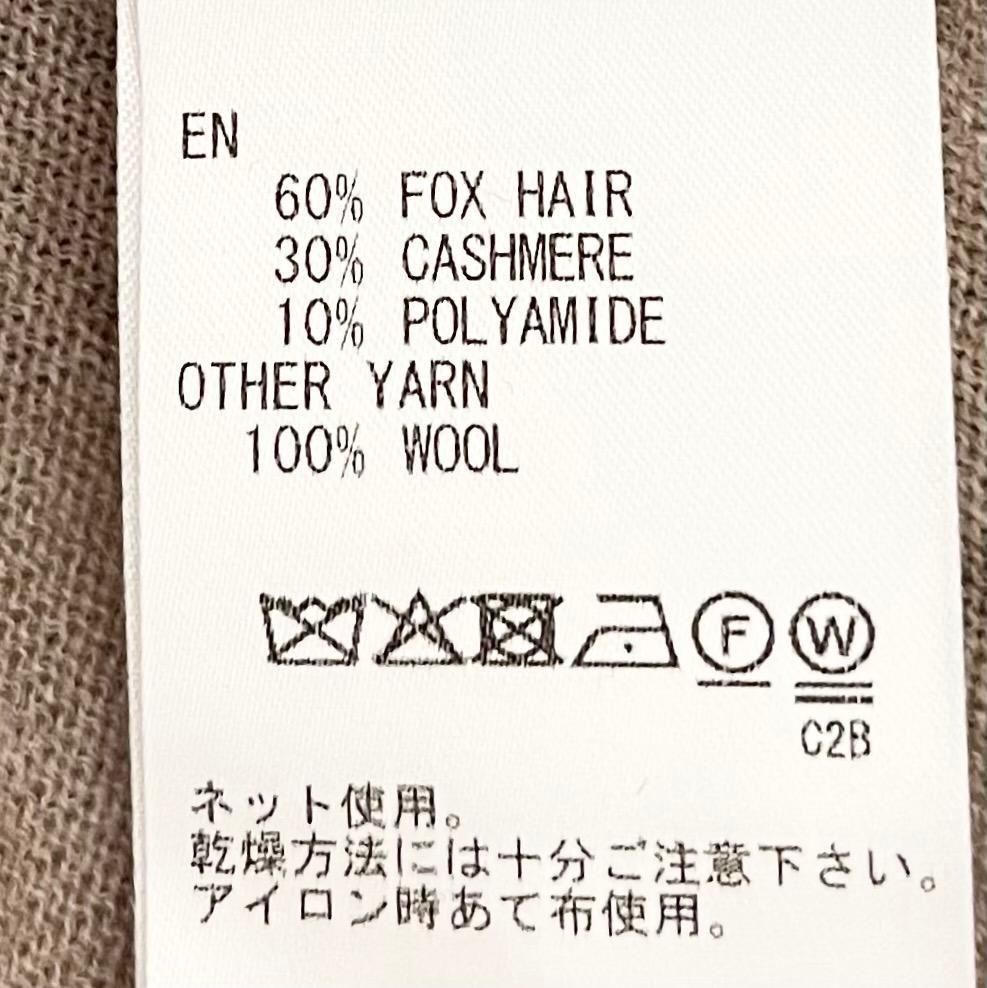 EN
60% FOX HAIR
30% CASHMERE
10% POLYAMIDE
OTHER YARN
100% WOOL
F W
C2B
ネット使用。
乾燥方法には十分ご注意下さい。
アイロン時あて布使用。